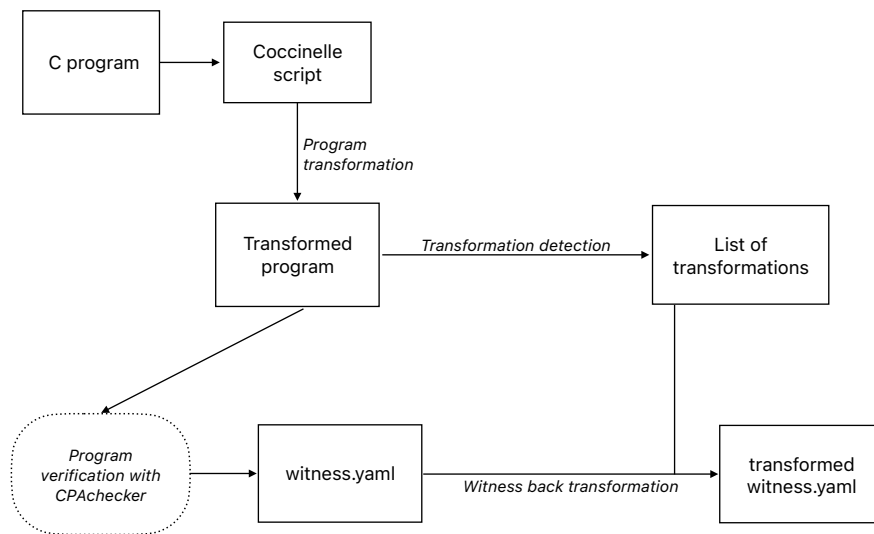 C program
Coccinelle
script
Program
transformation
Transformed
program
Transformation detection
List of
transformations
Program
verification with
CPAchecker
witness.yaml
Witness back transformation
transformed
witness.yaml